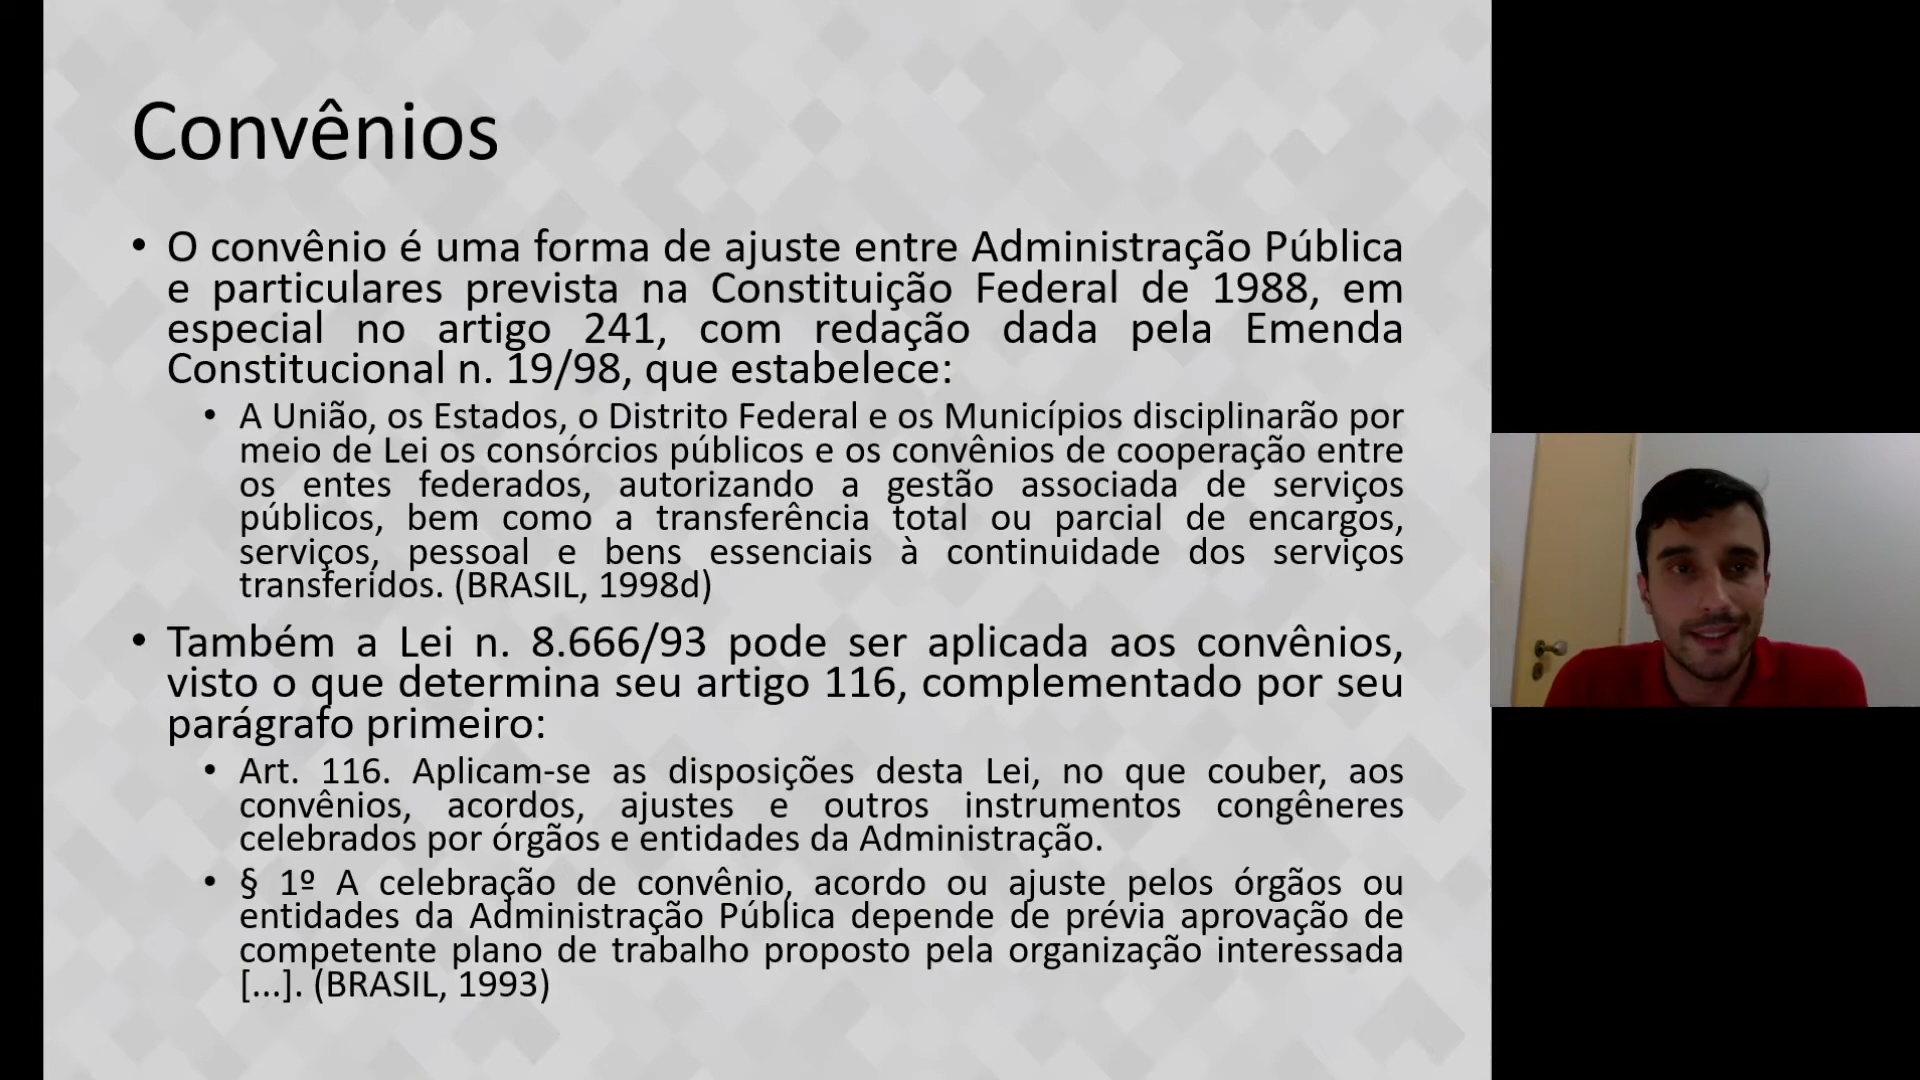 Convênios
• O convênio é uma forma de ajuste entre Administração Pública
e particulares prevista na Constituição Federal de 1988, em
especial no artigo 241, com redação dada pela Emenda
Constitucional n. 19/98, que estabelece:
• A União, os Estados, o Distrito Federal e os Municípios disciplinarão por
meio de Lei os consórcios públicos e os convênios de cooperação entre
os entes federados, autorizando a gestão associada de serviços
públicos, bem como a transferência total ou parcial de encargos,
serviços, pessoal e bens essenciais à continuidade dos serviços
transferidos. (BRASIL, 1998d)
• Também a Lei n. 8.666/93 pode ser aplicada aos convênios,
visto o que determina seu artigo 116, complementado por seu
parágrafo primeiro:
• Art. 116. Aplicam-se as disposições desta Lei, no que couber, aos
convênios, acordos, ajustes e outros instrumentos congêneres
celebrados por órgãos e entidades da Administração.
• § 1º A celebração de convênio, acordo ou ajuste pelos órgãos ou
entidades da Administração Pública depende de prévia aprovação de
competente plano de trabalho proposto pela organização interessada
[...]. (BRASIL, 1993)